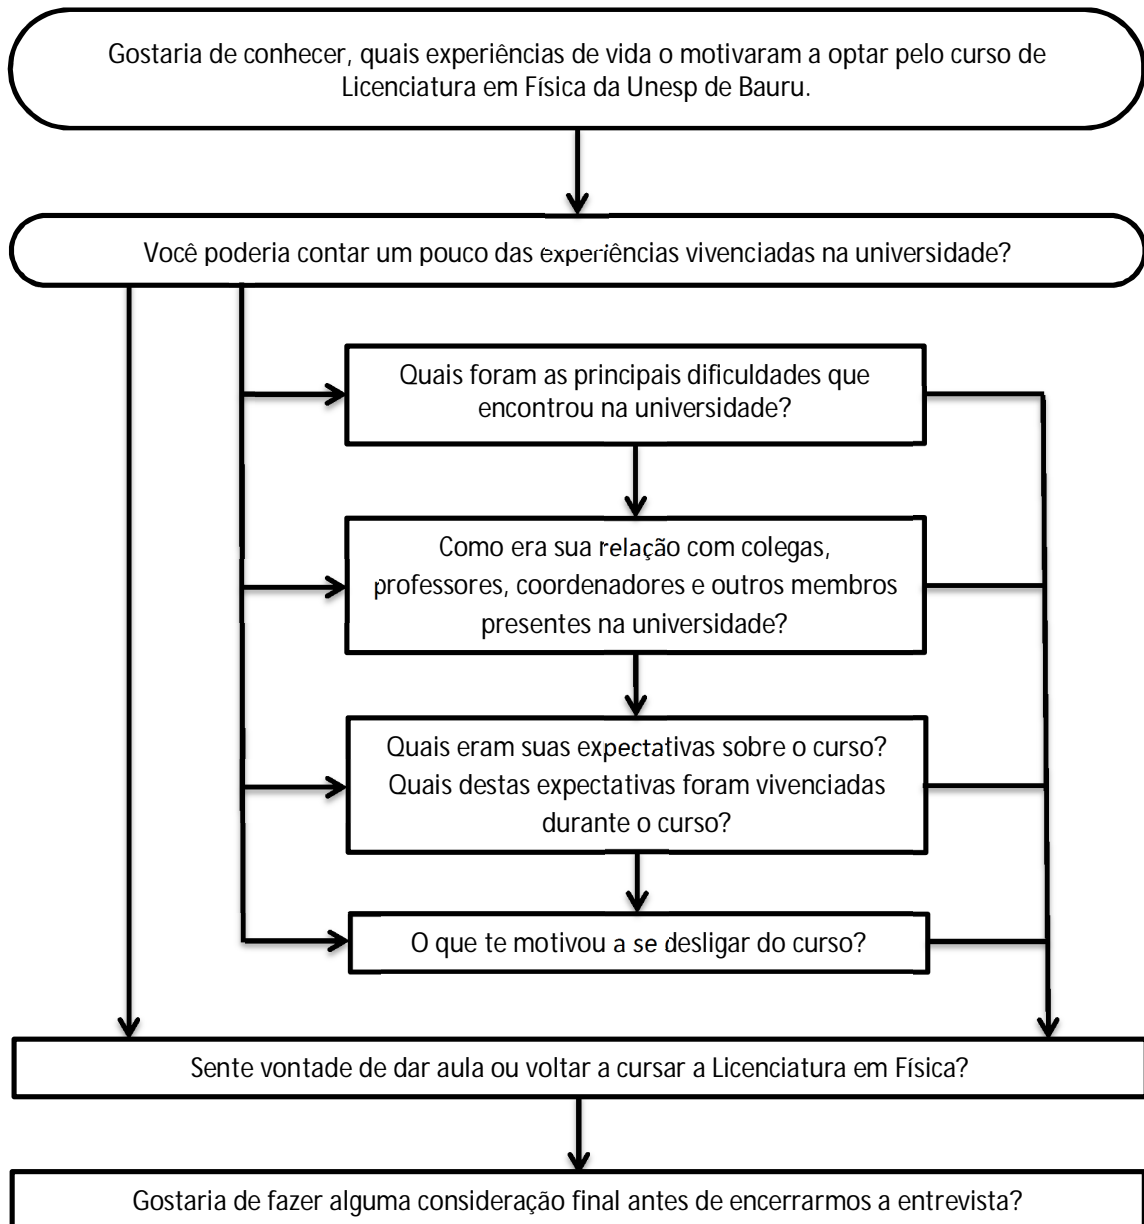 Gostaria de conhecer, quais experiências de vida o motivaram a optar pelo curso de
Licenciatura em Física da Unesp de Bauru.
Você poderia contar um pouco das experiências vivenciadas na universidade?
Quais foram as principais dificuldades que
encontrou na universidade?
Como era sua relação com colegas,
professores, coordenadores e outros membros
presentes na universidade?
Quais eram suas expectativas sobre o curso?
Quais destas expectativas foram vivenciadas
durante o curso?
O que te motivou a se desligar do curso?
Sente vontade de dar aula ou voltar a cursar a Licenciatura em Física?
Gostaria de fazer alguma consideração final antes de encerrarmos a entrevista?